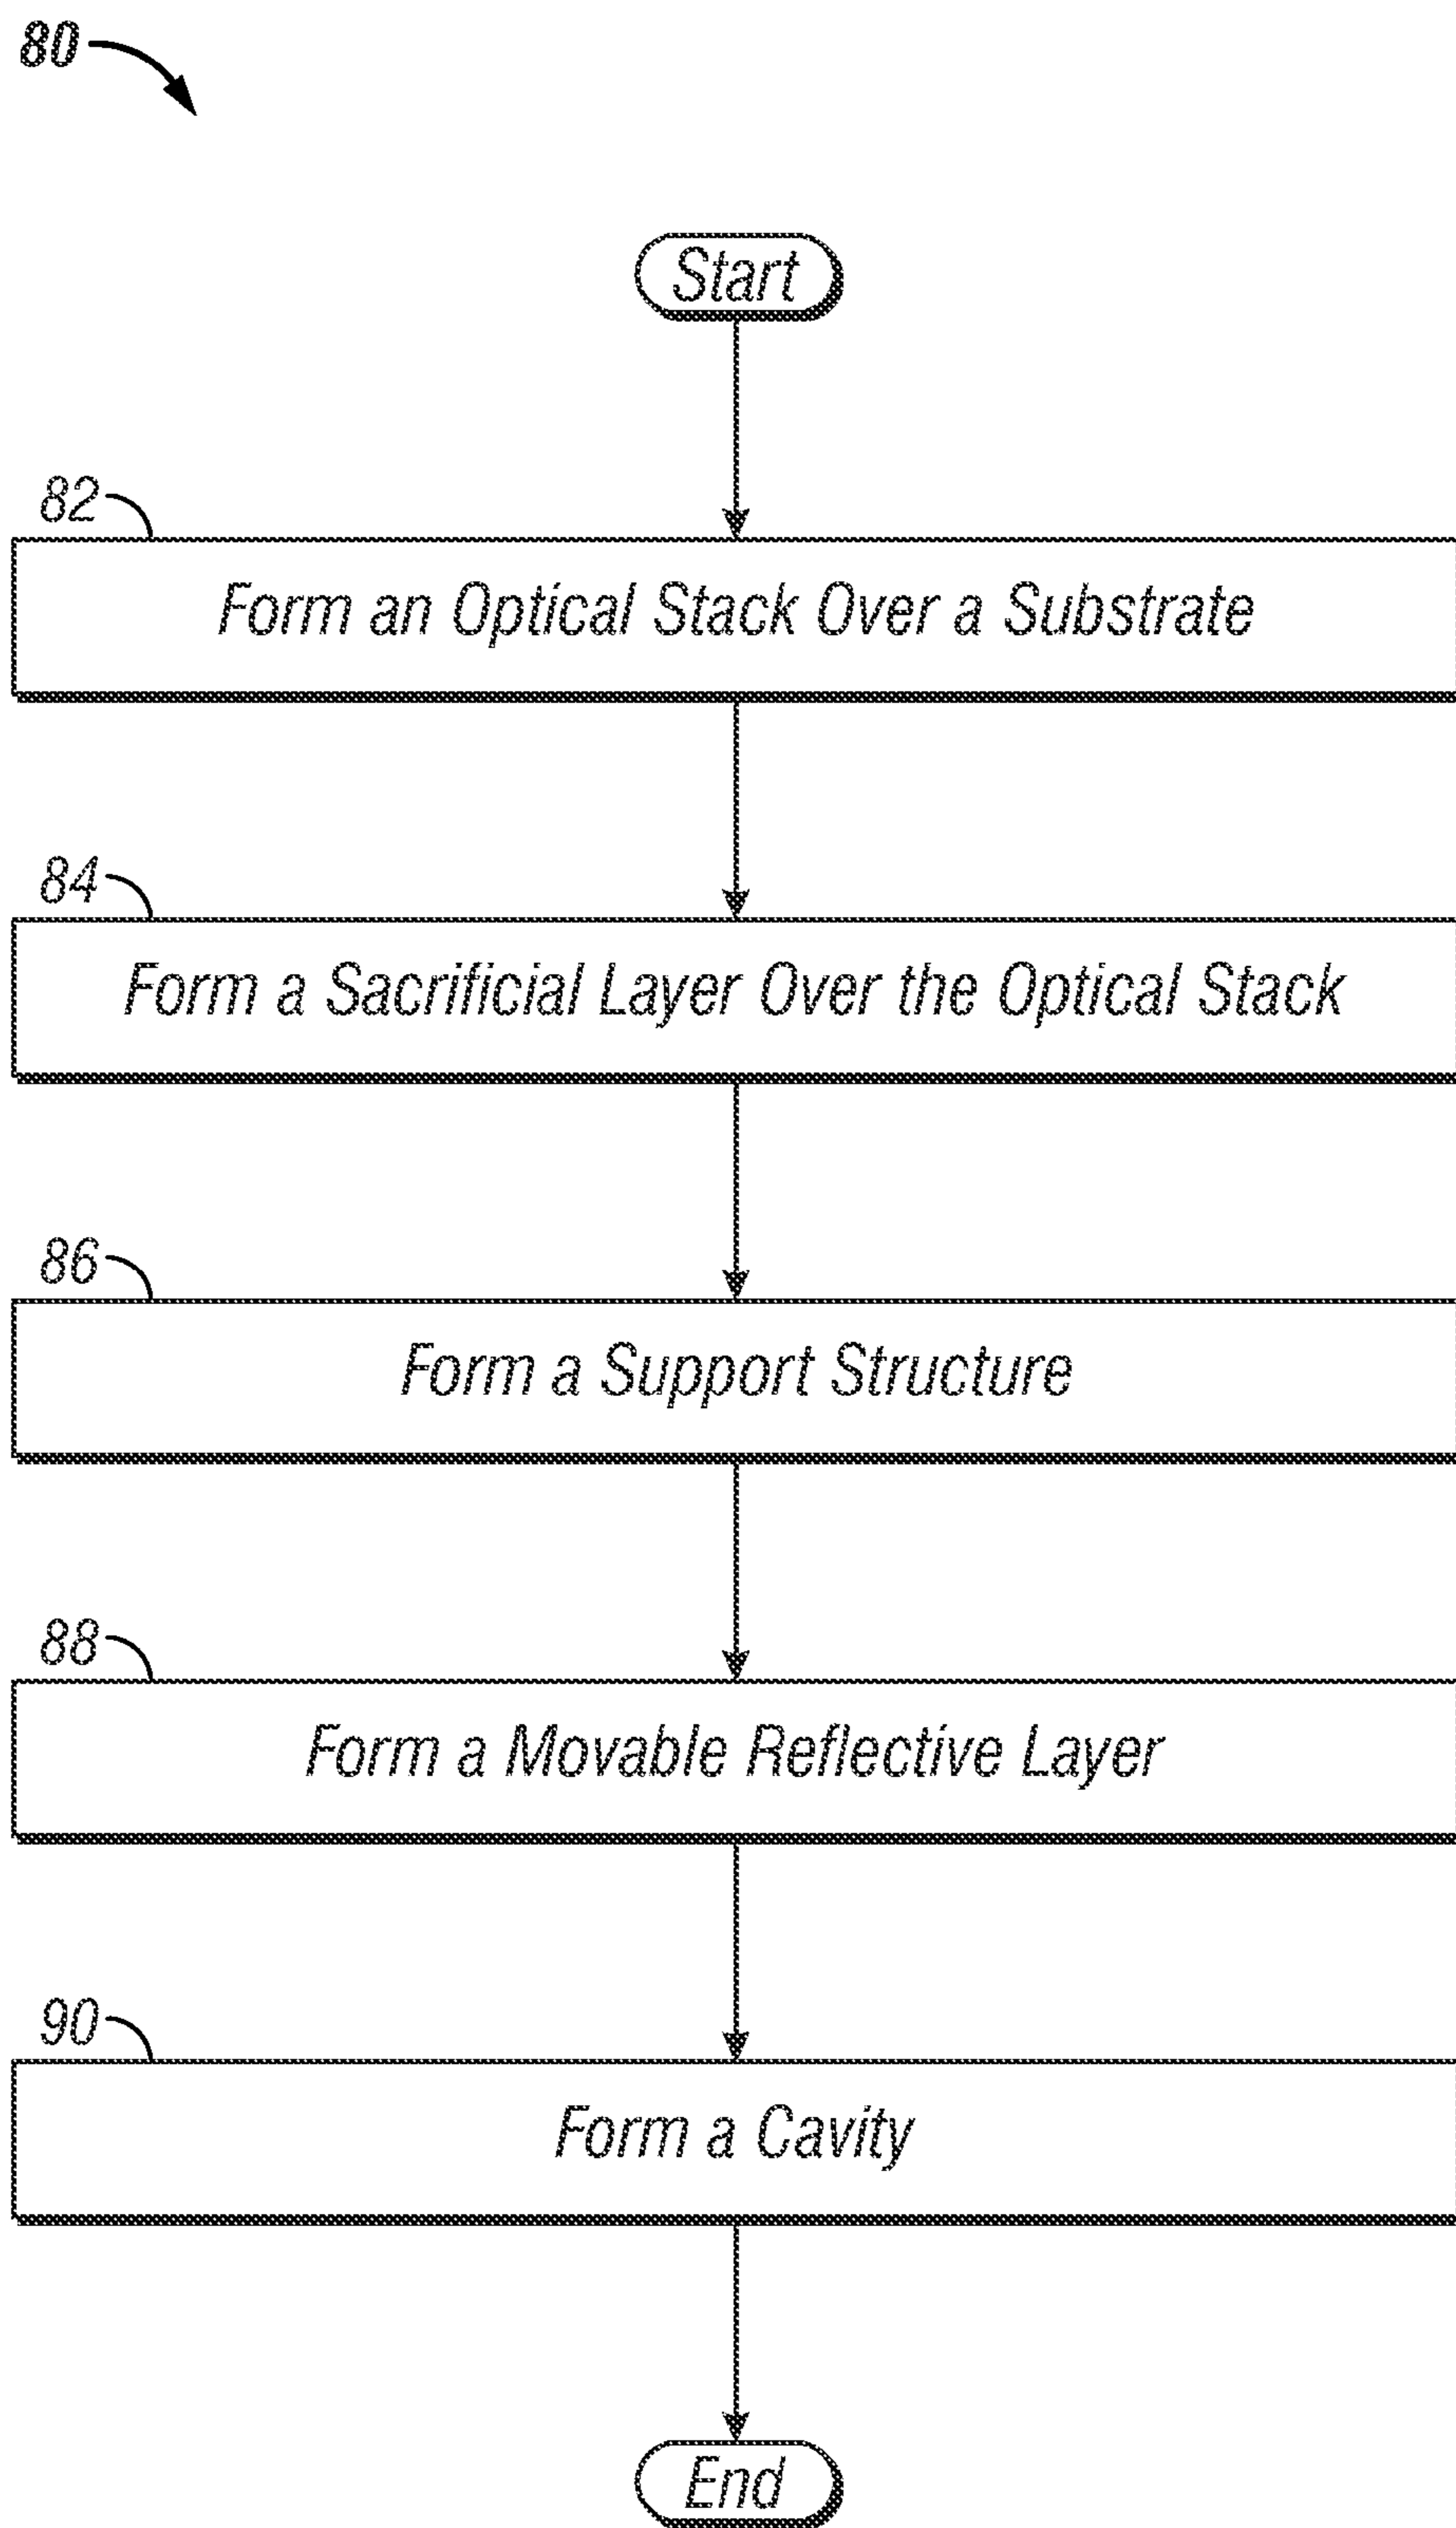 80
Start
82
Form an Optical Stack Over a Substrate
84
Form a Sacrificial Layer Over the Optical Stack
86
Form a Support Structure
88
Form a Movable Reflective Layer
90
Form a Cavity
End